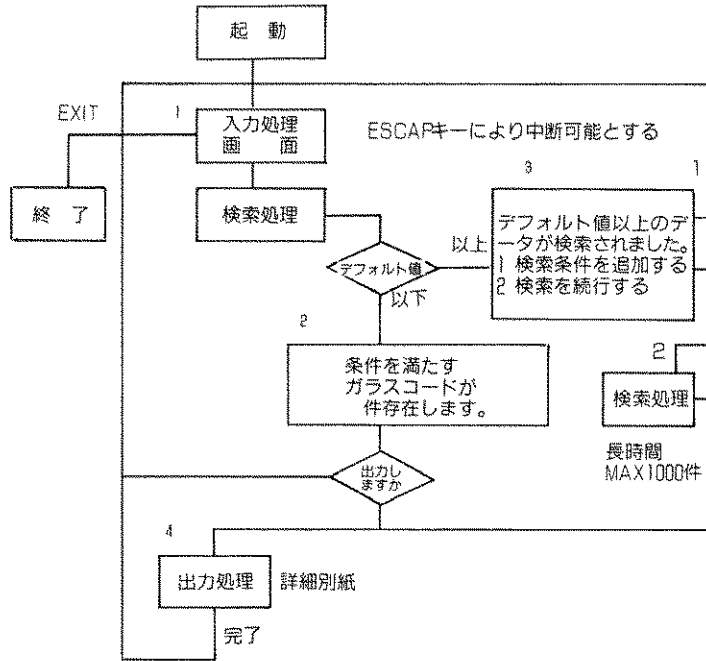 起 動
EXIT
1
入力処理
画 面
ESCAPキーにより中断可能とする
終 了
検索処理
3
1
デフォルト値以上のデ
ータが検索されました。
1 検索条件を追加する
2 検索を続行する
以上
デフォルト値
以下
2
条件を満たす
ガラスコードが
件存在します。
2
検索処理
長時間
MAX1000件
出力し
ますか
4
出力処理
詳細別紙
完了